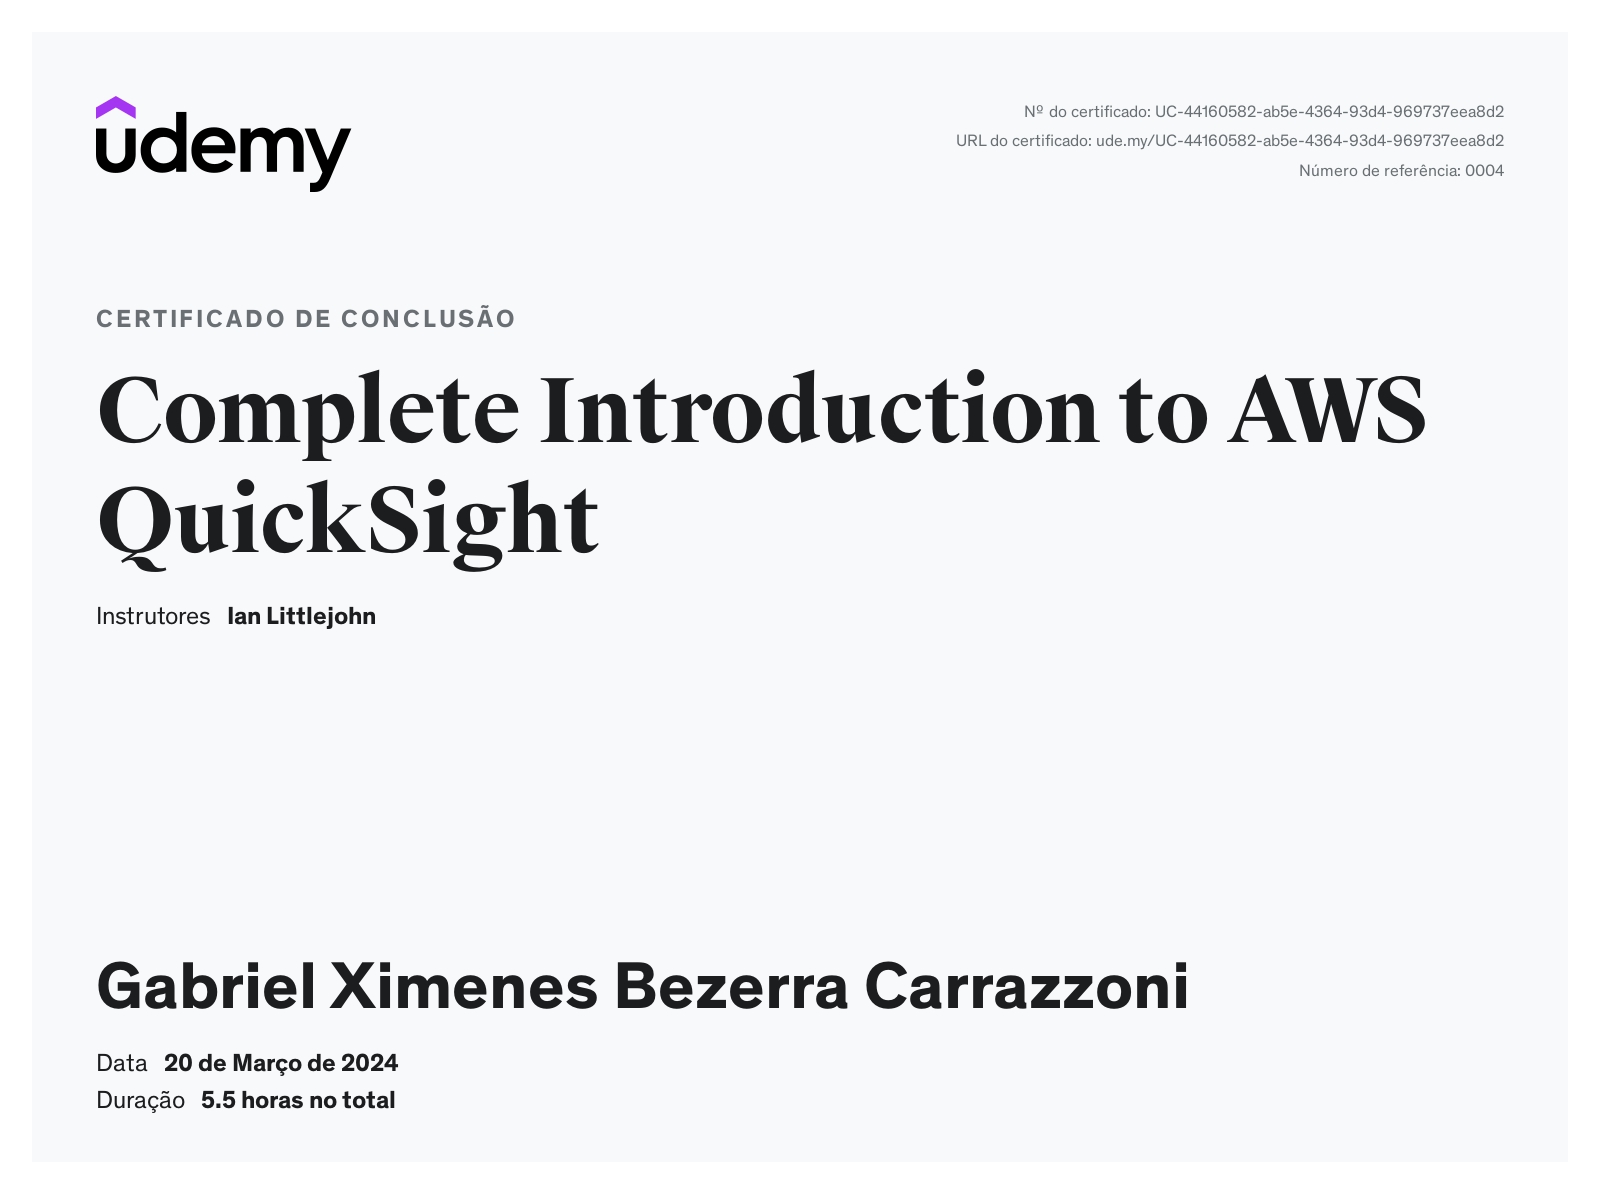 udemy
Nº do certificado: UC-44160582-ab5e-4364-93d4-969737eea8d2
URL do certificado: ude.my/UC-44160582-ab5e-4364-93d4-969737eea8d2
Número de referência: 0004
CERTIFICADO DE CONCLUSÃO
Complete Introduction to AWS
QuickSight
Instrutores Ian Littlejohn
Gabriel Ximenes Bezerra Carrazzoni
Data 20 de Março de 2024
Duração 5.5 horas no total